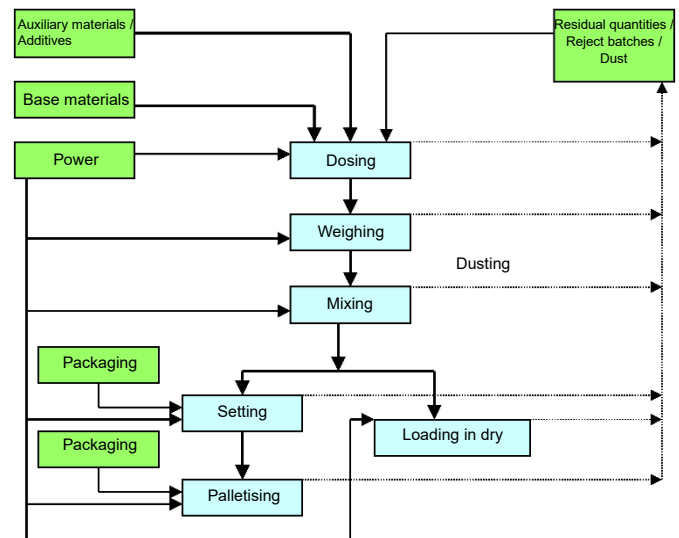 Auxiliary materials /
Additives
Residual quantities /
Reject batches /
Dust
Base materials
Power
Dosing
Weighing
Dusting
Mixing
Packaging
Setting
Loading in dry
Packaging
Palletising